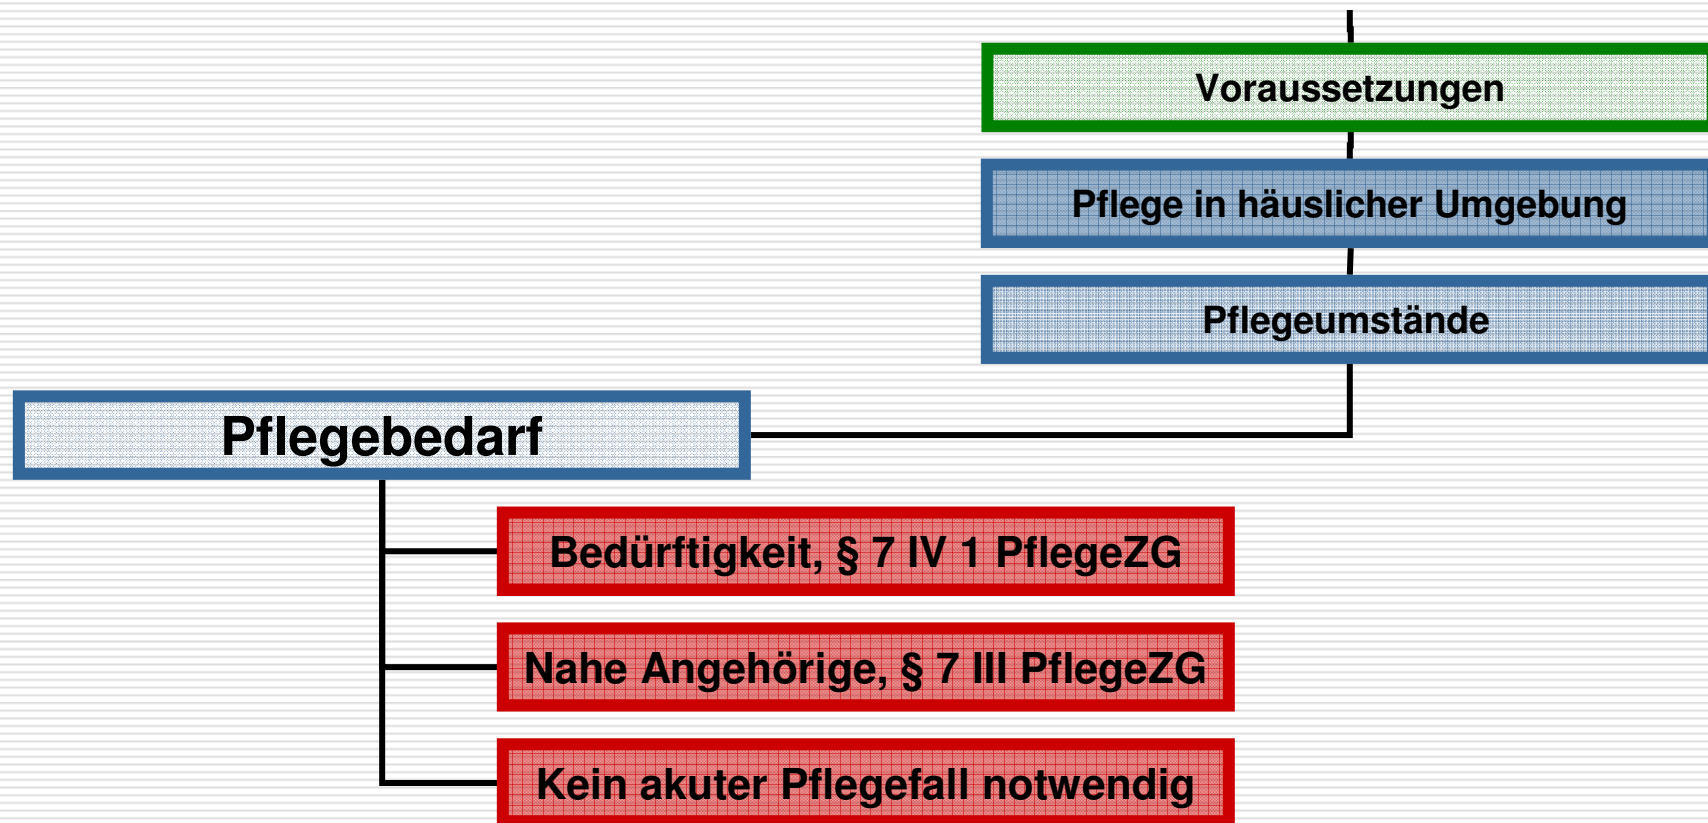 Voraussetzungen
Pflege in häuslicher Umgebung
Pflegeumstände
Pflegebedarf
Bedürftigkeit, § 7 IV 1 PflegeZG
Nahe Angehörige, § 7 III PflegeZG
Kein akuter Pflegefall notwendig